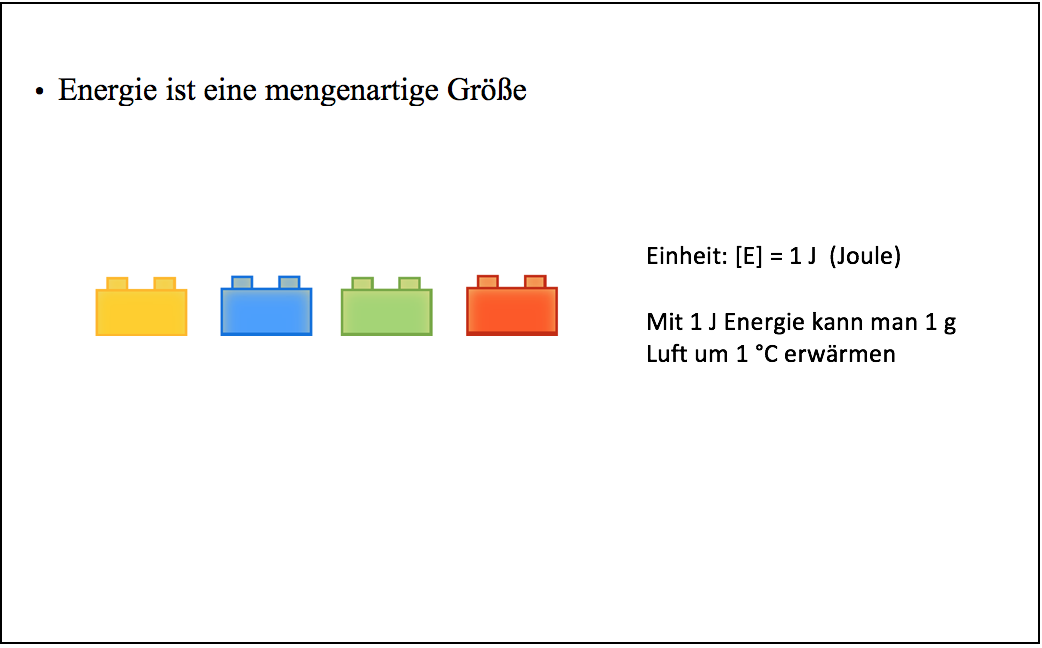 • Energie ist eine mengenartige Größe
Einheit: [E] = 1 J (Joule)
Mit 1 J Energie kann man 1 g
Luft um 1 °C erwärmen